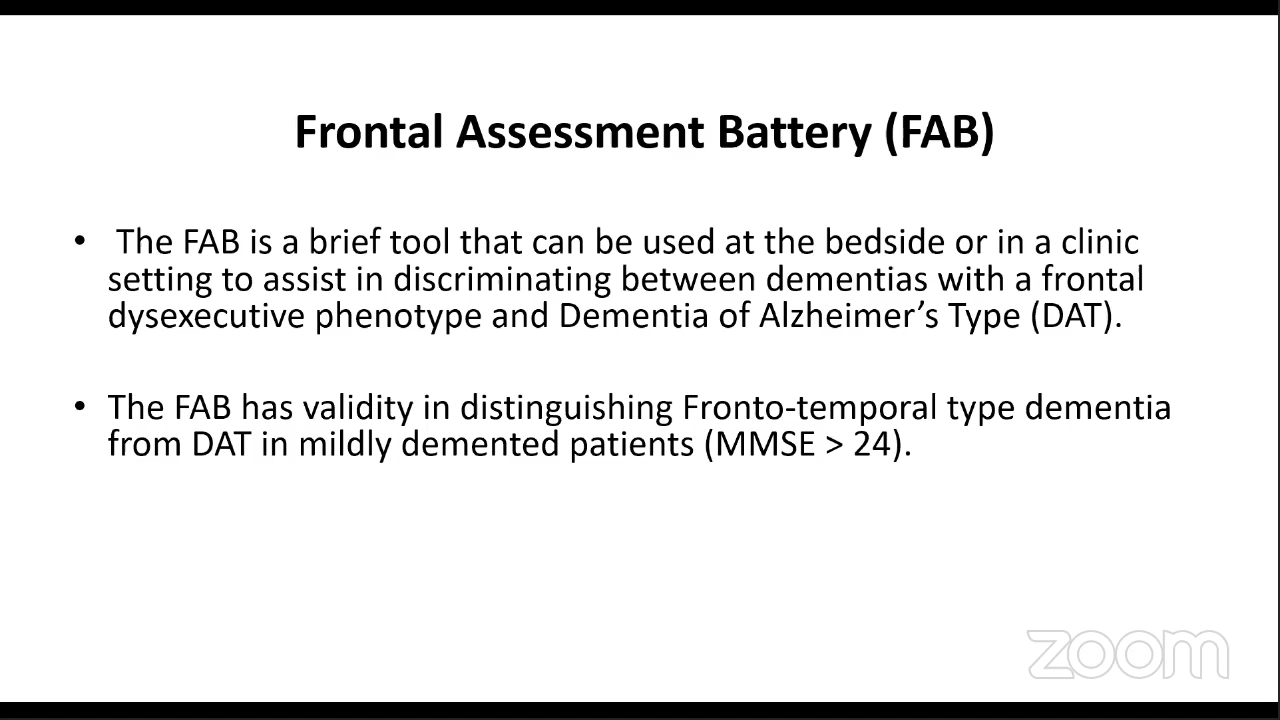 Frontal Assessment Battery (FAB)
• The FAB is a brief tool that can be used at the bedside or in a clinic
setting to assist in discriminating between dementias with a frontal
dysexecutive phenotype and Dementia of Alzheimer’s Type (DAT).
• The FAB has validity in distinguishing Fronto-temporal type dementia
from DAT in mildly demented patients (MMSE > 24).
zoom